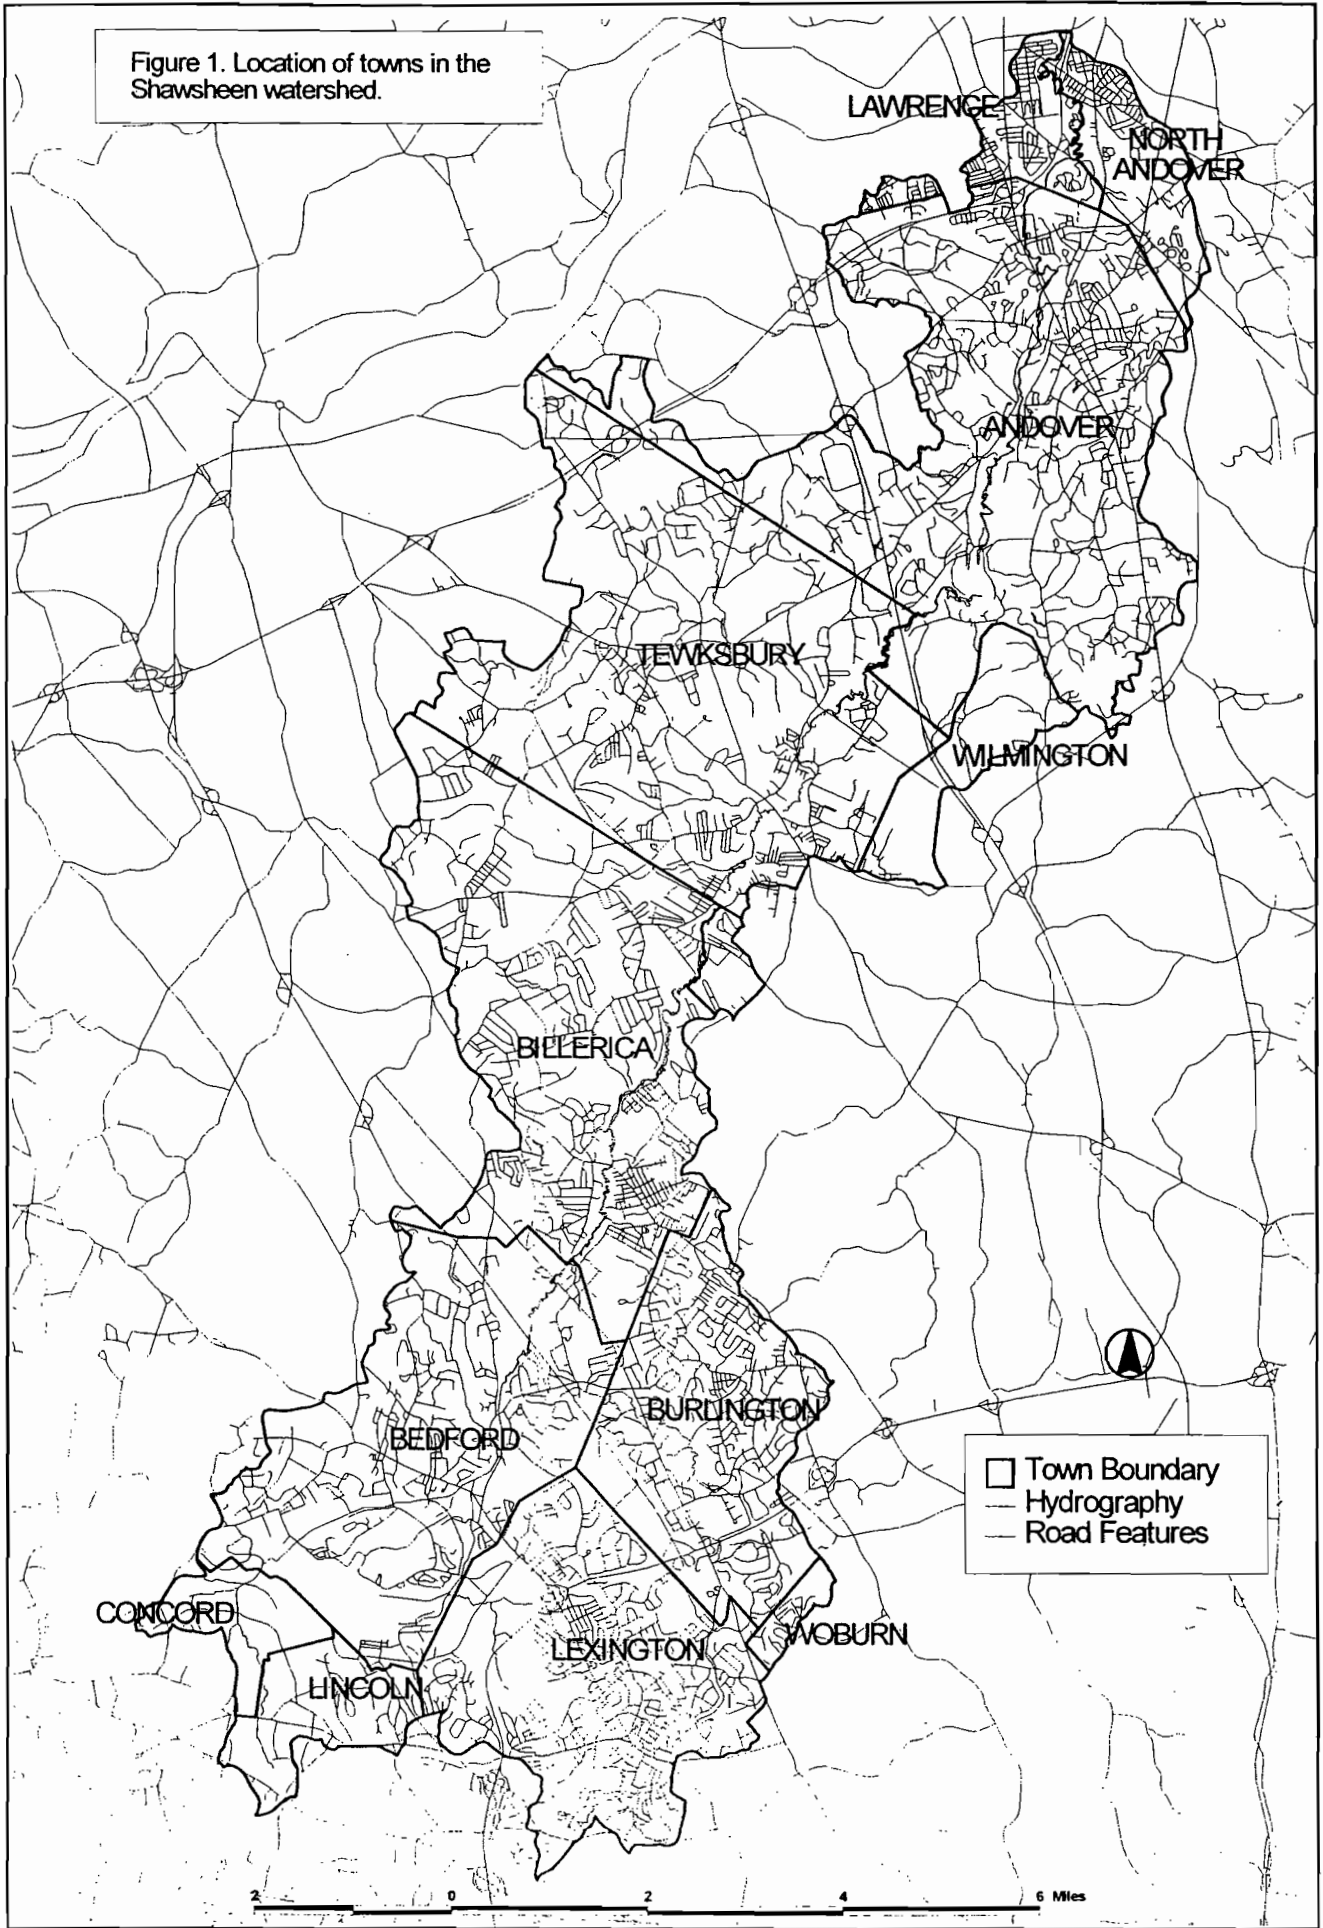 Figure 1. Location of towns in the
Shawsheen watershed.
LAWRENCE
NORTH
ANDOVER
ANDOVER
TEWKSBURY
WILMINGTON
BILLERICA
BURLINGTON
BEDFORD
Town Boundary
Hydrography
Road Features
CONCORD
WOBURN
LEXINGTON
LINCOLN
2 0 2 4 6 Miles